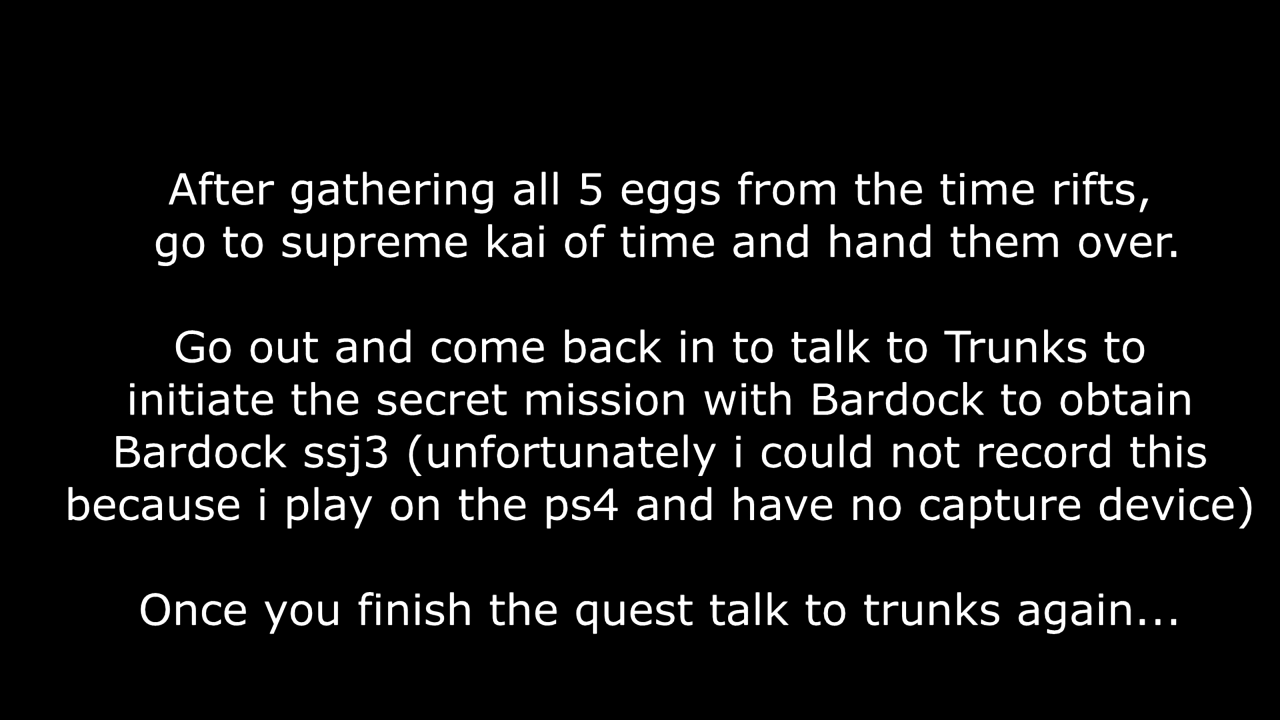 After gathering all 5 eggs from the time rifts,
go to supreme kai of time and hand them over.
Go out and come back in to talk to Trunks to
initiate the secret mission with Bardock to obtain
Bardock ssj3 (unfortunately i could not record this
because i play on the ps4 and have no capture device)
Once you finish the quest talk to trunks again...